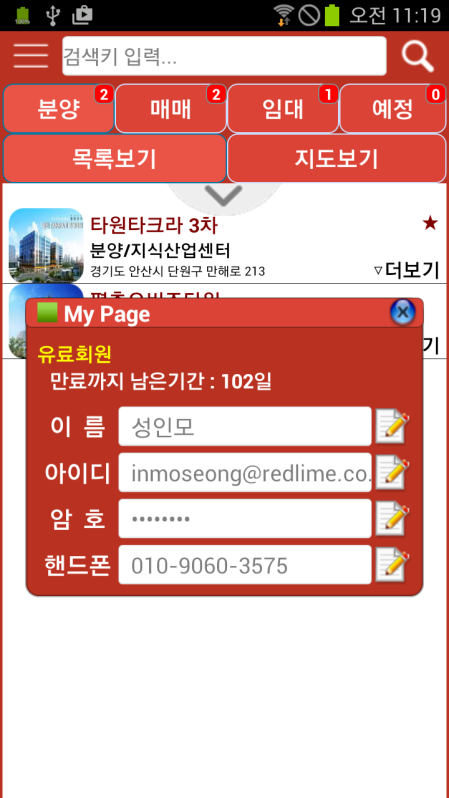 100%
오전 11:19
검색키 입력...
분양 2
매매 2
임대 1
예정 0
목록보기
지도보기
타원타크라 3차
분양/지식산업센터
경기도 안산시 단원구 만해로 213
▿더보기
기
My Page
유료회원
만료까지 남은기간 : 102일
이 름
성인모
아이디
inmoseong@redlime.co.
암 호
••••••••
핸드폰
010-9060-3575